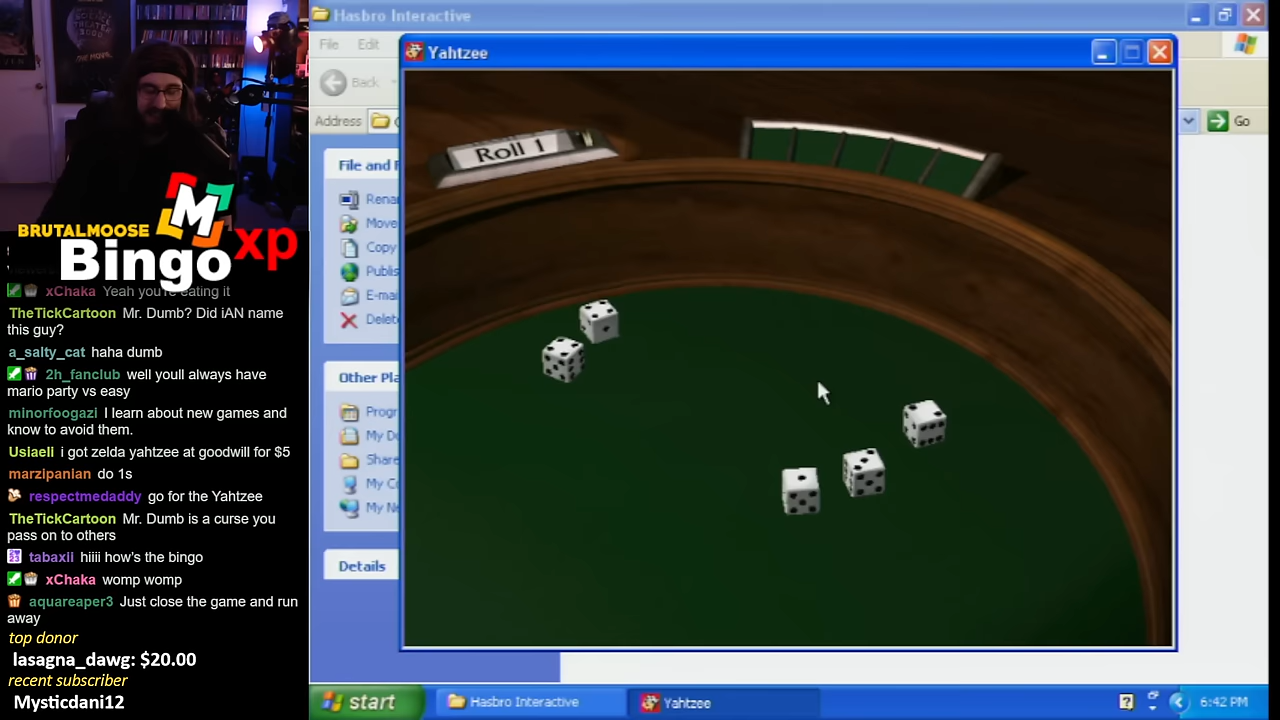 Hasbro Interactive
File Edit
Back
Address
Yahtzee
Roll 1
Go
File and F
Rena
Move
Copy
Publis
E-mai
Delet
Other Pla
Progr
My Do
Share
My Co
My Ne
Details
BRUTALMOOSE
M
Bingo xp
xChaka Yeah you're eating it
TheTickCartoon Mr. Dumb? Did iAN name
this guy?
a_salty_cat haha dumb
2h_fanclub well youll always have
mario party vs easy
minorfoogazi I learn about new games and
know to avoid them.
Usiaeli i got zelda yahtzee at goodwill for $5
marzipanian do 1s
respectmedaddy go for the Yahtzee
TheTickCartoon Mr. Dumb is a curse you
pass on to others
tabaxii hiiii how's the bingo
xChaka womp womp
aquareaper3 Just close the game and run
away
top donor
lasagna_dawg: $20.00
recent subscriber
Mysticdani12
start
Hasbro Interactive
Yahtzee
6:42 PM